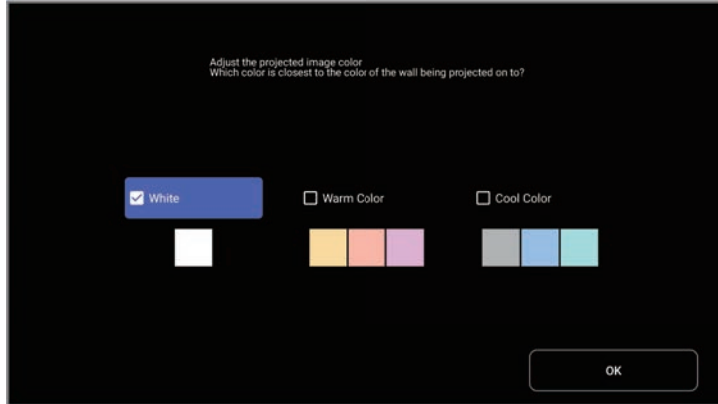 Adjust the projected image color
Which color is closest to the color of the wall being projected on to?
White
Warm Color
Cool Color
OK